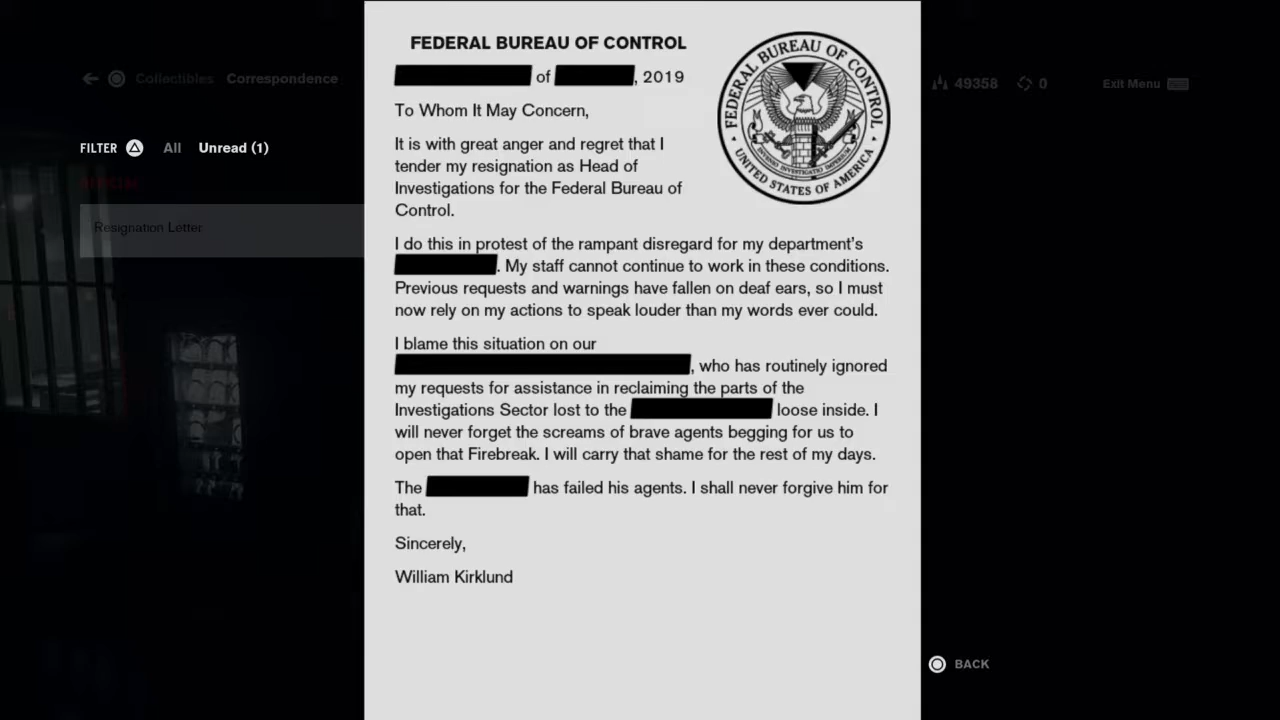 FEDERAL BUREAU OF CONTROL
of , 2019
To Whom It May Concern,
It is with great anger and regret that I
tender my resignation as Head of
Investigations for the Federal Bureau of
Control.
I do this in protest of the rampant disregard for my department's
. My staff cannot continue to work in these conditions.
Previous requests and warnings have fallen on deaf ears, so I must
now rely on my actions to speak louder than my words ever could.
I blame this situation on our
, who has routinely ignored
my requests for assistance in reclaiming the parts of the
Investigations Sector lost to the loose inside. I
will never forget the screams of brave agents begging for us to
open that Firebreak. I will carry that shame for the rest of my days.
The has failed his agents. I shall never forgive him for
that.
Sincerely,
William Kirklund
FEDERAL BUREAU OF CONTROL
UNITED STATES OF AMERICA
Collectibles Correspondence
FILTER All Unread (1)
Resignation Letter
49358 0 Exit Menu
BACK